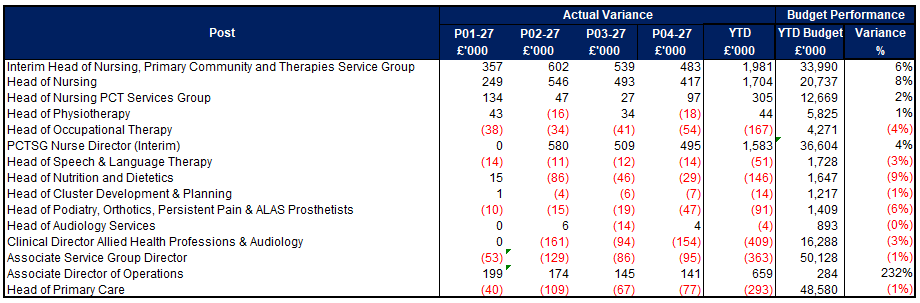 Actual Variance Budget Performance
Post P01-27 P02-27 P03-27 P04-27 YTD YTD Budget Variance
£'000 £'000 £'000 £'000 £'000 £'000 %
Interim Head of Nursing, Primary Community and Therapies Service Group 357 602 539 483 1,981 33,990 6%
Head of Nursing 249 546 493 417 1,704 20,737 8%
Head of Nursing PCT Services Group 134 47 27 97 305 12,669 2%
Head of Physiotherapy 43 (16) 34 (18) 44 5,825 1%
Head of Occupational Therapy (38) (34) (41) (54) (167) 4,271 (4%)
PCTSG Nurse Director (Interim) 0 580 509 495 1,583 36,604 4%
Head of Speech & Language Therapy (14) (11) (12) (14) (51) 1,728 (3%)
Head of Nutrition and Dietetics 15 (86) (46) (29) (146) 1,647 (9%)
Head of Cluster Development & Planning 1 (4) (6) (7) (14) 1,217 (1%)
Head of Podiatry, Orthotics, Persistent Pain & ALAS Prosthetists (10) (15) (19) (47) (91) 1,409 (6%)
Head of Audiology Services 0 6 (14) 4 (4) 893 (0%)
Clinical Director Allied Health Professions & Audiology 0 (161) (94) (154) (409) 16,288 (3%)
Associate Service Group Director (53) (129) (86) (95) (363) 50,128 (1%)
Associate Director of Operations 199 174 145 141 659 284 232%
Head of Primary Care (40) (109) (67) (77) (293) 48,580 (1%)